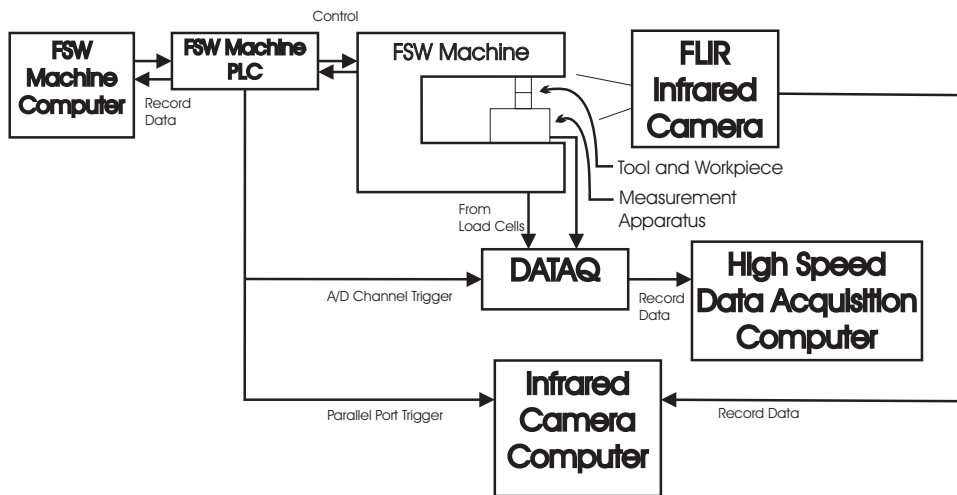 Control
FSW
Machine
Computer
FSW Machine
PLC
Record
Data
FSW Machine
FLIR
Infrared
Camera
Tool and Workpiece
Measurement
Apparatus
From
Load Cells
DATAQ
A/D Channel Trigger
Record
Data
High Speed
Data Acquisition
Computer
Infrared
Camera
Computer
Parallel Port Trigger
Record Data